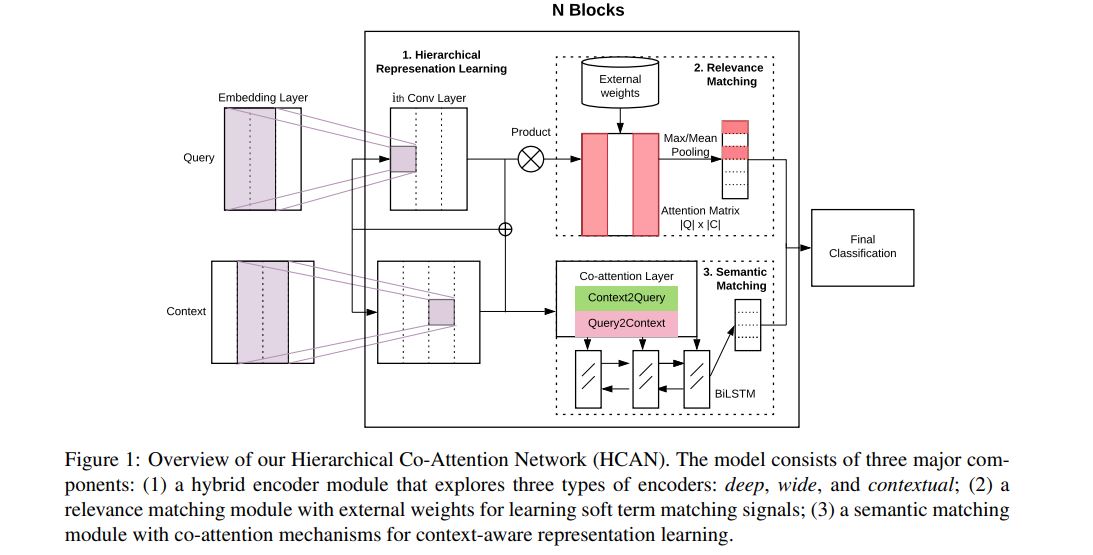 N Blocks
1. Hierarchical
Represenation Learning
Embedding Layer
ith Conv Layer
Query
Context
Product
External
weights
2. Relevance
Matching
Max/Mean
Pooling
Attention Matrix
|Q| x |C|
Co-attention Layer
Context2Query
Query2Context
3. Semantic
Matching
BiLSTM
Final
Classification
Figure 1: Overview of our Hierarchical Co-Attention Network (HCAN). The model consists of three major com-
ponents: (1) a hybrid encoder module that explores three types of encoders: deep, wide, and contextual; (2) a
relevance matching module with external weights for learning soft term matching signals; (3) a semantic matching
module with co-attention mechanisms for context-aware representation learning.